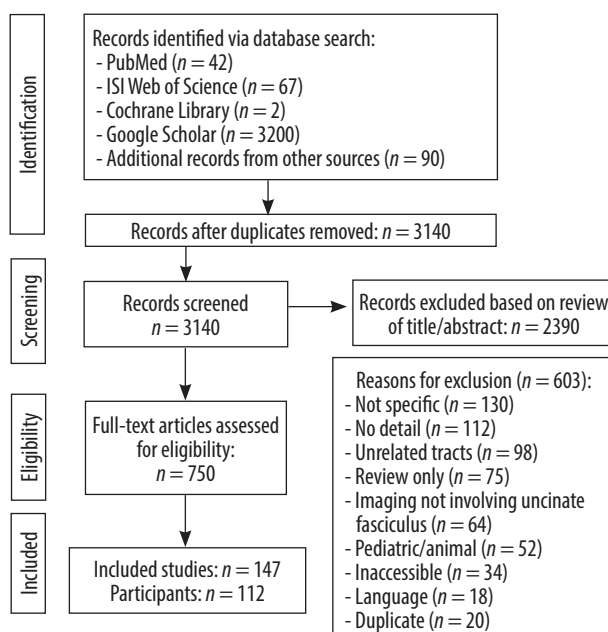 Identification
Records identified via database search:
- PubMed (n = 42)
- ISI Web of Science (n = 67)
- Cochrane Library (n = 2)
- Google Scholar (n = 3200)
- Additional records from other sources (n = 90)
Records after duplicates removed: n = 3140
Screening
Records screened
n = 3140
Records excluded based on review
of title/abstract: n = 2390
Eligibility
Full-text articles assessed
for eligibility:
n = 750
Reasons for exclusion (n = 603):
- Not specific (n = 130)
- No detail (n = 112)
- Unrelated tracts (n = 98)
- Review only (n = 75)
- Imaging not involving uncinate
fasciculus (n = 64)
- Pediatric/animal (n = 52)
- Inaccessible (n = 34)
- Language (n = 18)
- Duplicate (n = 20)
Included
Included studies: n = 147
Participants: n = 112